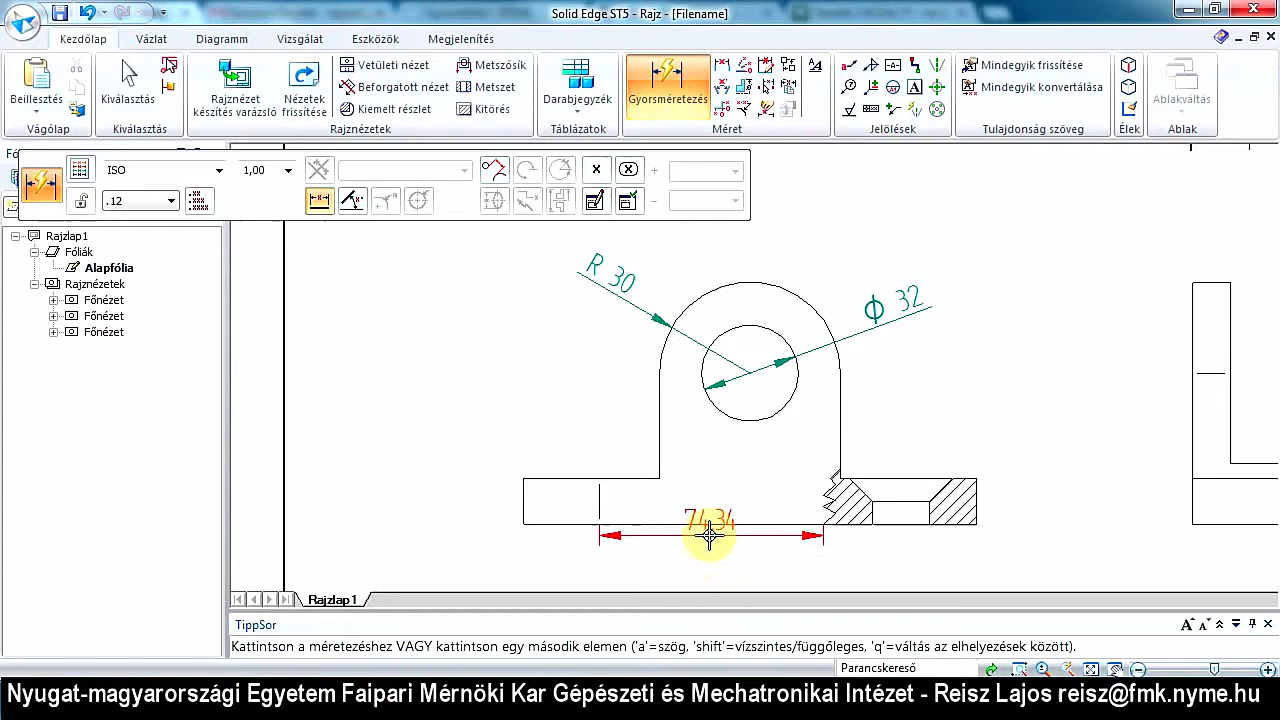 Solid Edge ST5 - Rajz - [Filename]
Kezdőlap Vázlat Diagramm Vizsgálat Eszközök Megjelenítés
Beillesztés
Vágólap
Kiválasztás
Kiválasztás
Rajznézet készítés varázsló
Nézetek frissítése
Vetületi nézet
Beforgatott nézet
Kiemelt részlet
Metszősík
Metszet
Kitörés
Rajznézetek
Darabjegyzék
Táblázatok
Gyorsméretezés
Méret
Jelölések
Mindegyik frissítése
Mindegyik konvertálása
Tulajdonság szöveg
Élek
Ablakváltás
Ablak
ISO
1,00
.12
Rajzlap1
Fóliák
Alapfólia
Rajznézetek
Főnézet
Főnézet
Főnézet
R 30
Φ 32
74,34
Rajzlap1
TippSor
Kattintson a méretezéshez VAGY kattintson egy második elemen ('a'=szög, 'shift'=vízszintes/függőleges, 'q'=váltás az elhelyezések között).
Parancskereső
Nyugat-magyarországi Egyetem Faipari Mérnöki Kar Gépészeti és Mechatronikai Intézet - Reisz Lajos reisz@fmk.nyme.hu